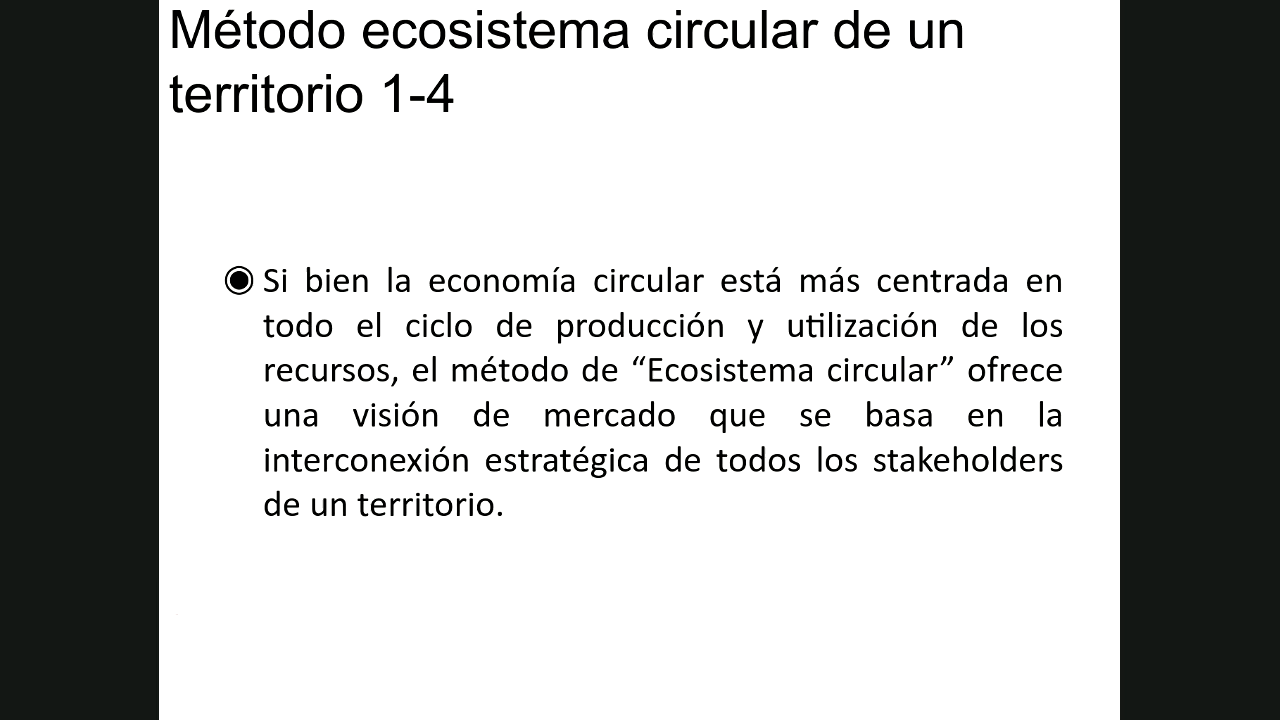 Método ecosistema circular de un
territorio 1-4
Si bien la economía circular está más centrada en
todo el ciclo de producción y utilización de los
recursos, el método de “Ecosistema circular” ofrece
una visión de mercado que se basa en la
interconexión estratégica de todos los stakeholders
de un territorio.